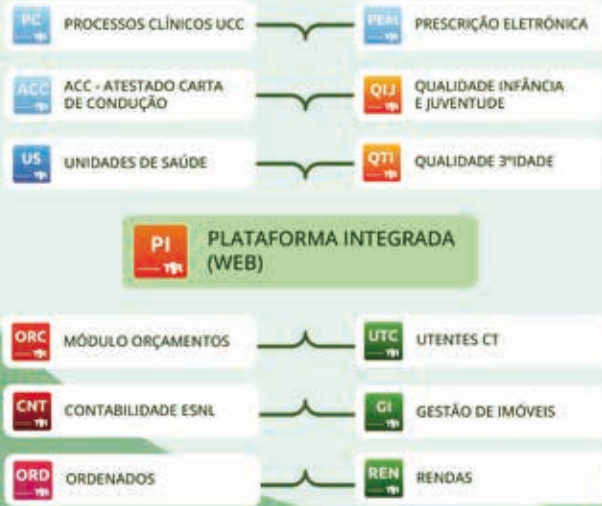 PC
PROCESSOS CLÍNICOS UCC
PEM
PRESCRIÇÃO ELETRÓNICA
ACC
ACC - ATESTADO CARTA
DE CONDUÇÃO
QIJ
QUALIDADE INFÂNCIA
E JUVENTUDE
US
UNIDADES DE SAÚDE
QTI
QUALIDADE 3ªIDADE
PI
PLATAFORMA INTEGRADA
(WEB)
ORC
MÓDULO ORÇAMENTOS
UTC
UTENTES CT
CNT
CONTABILIDADE ESNL
GI
GESTÃO DE IMÓVEIS
ORD
ORDENADOS
REN
RENDAS